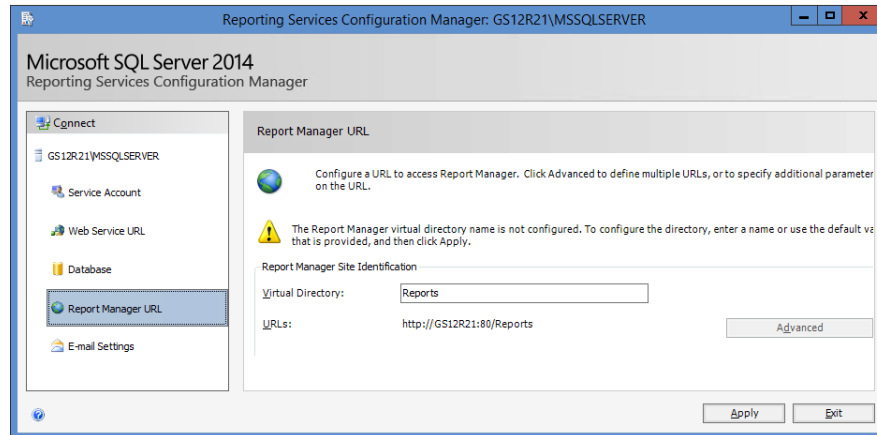 Reporting Services Configuration Manager: GS12R21\MSSQLSERVER
Microsoft SQL Server 2014
Reporting Services Configuration Manager
Connect
GS12R21\MSSQLSERVER
Service Account
Web Service URL
Database
Report Manager URL
E-mail Settings
Report Manager URL
Configure a URL to access Report Manager. Click Advanced to define multiple URLs, or to specify additional parameter
on the URL.
The Report Manager virtual directory name is not configured. To configure the directory, enter a name or use the default va
that is provided, and then click Apply.
Report Manager Site Identification
Virtual Directory: Reports
URLs: http://GS12R21:80/Reports
Advanced
Apply Exit